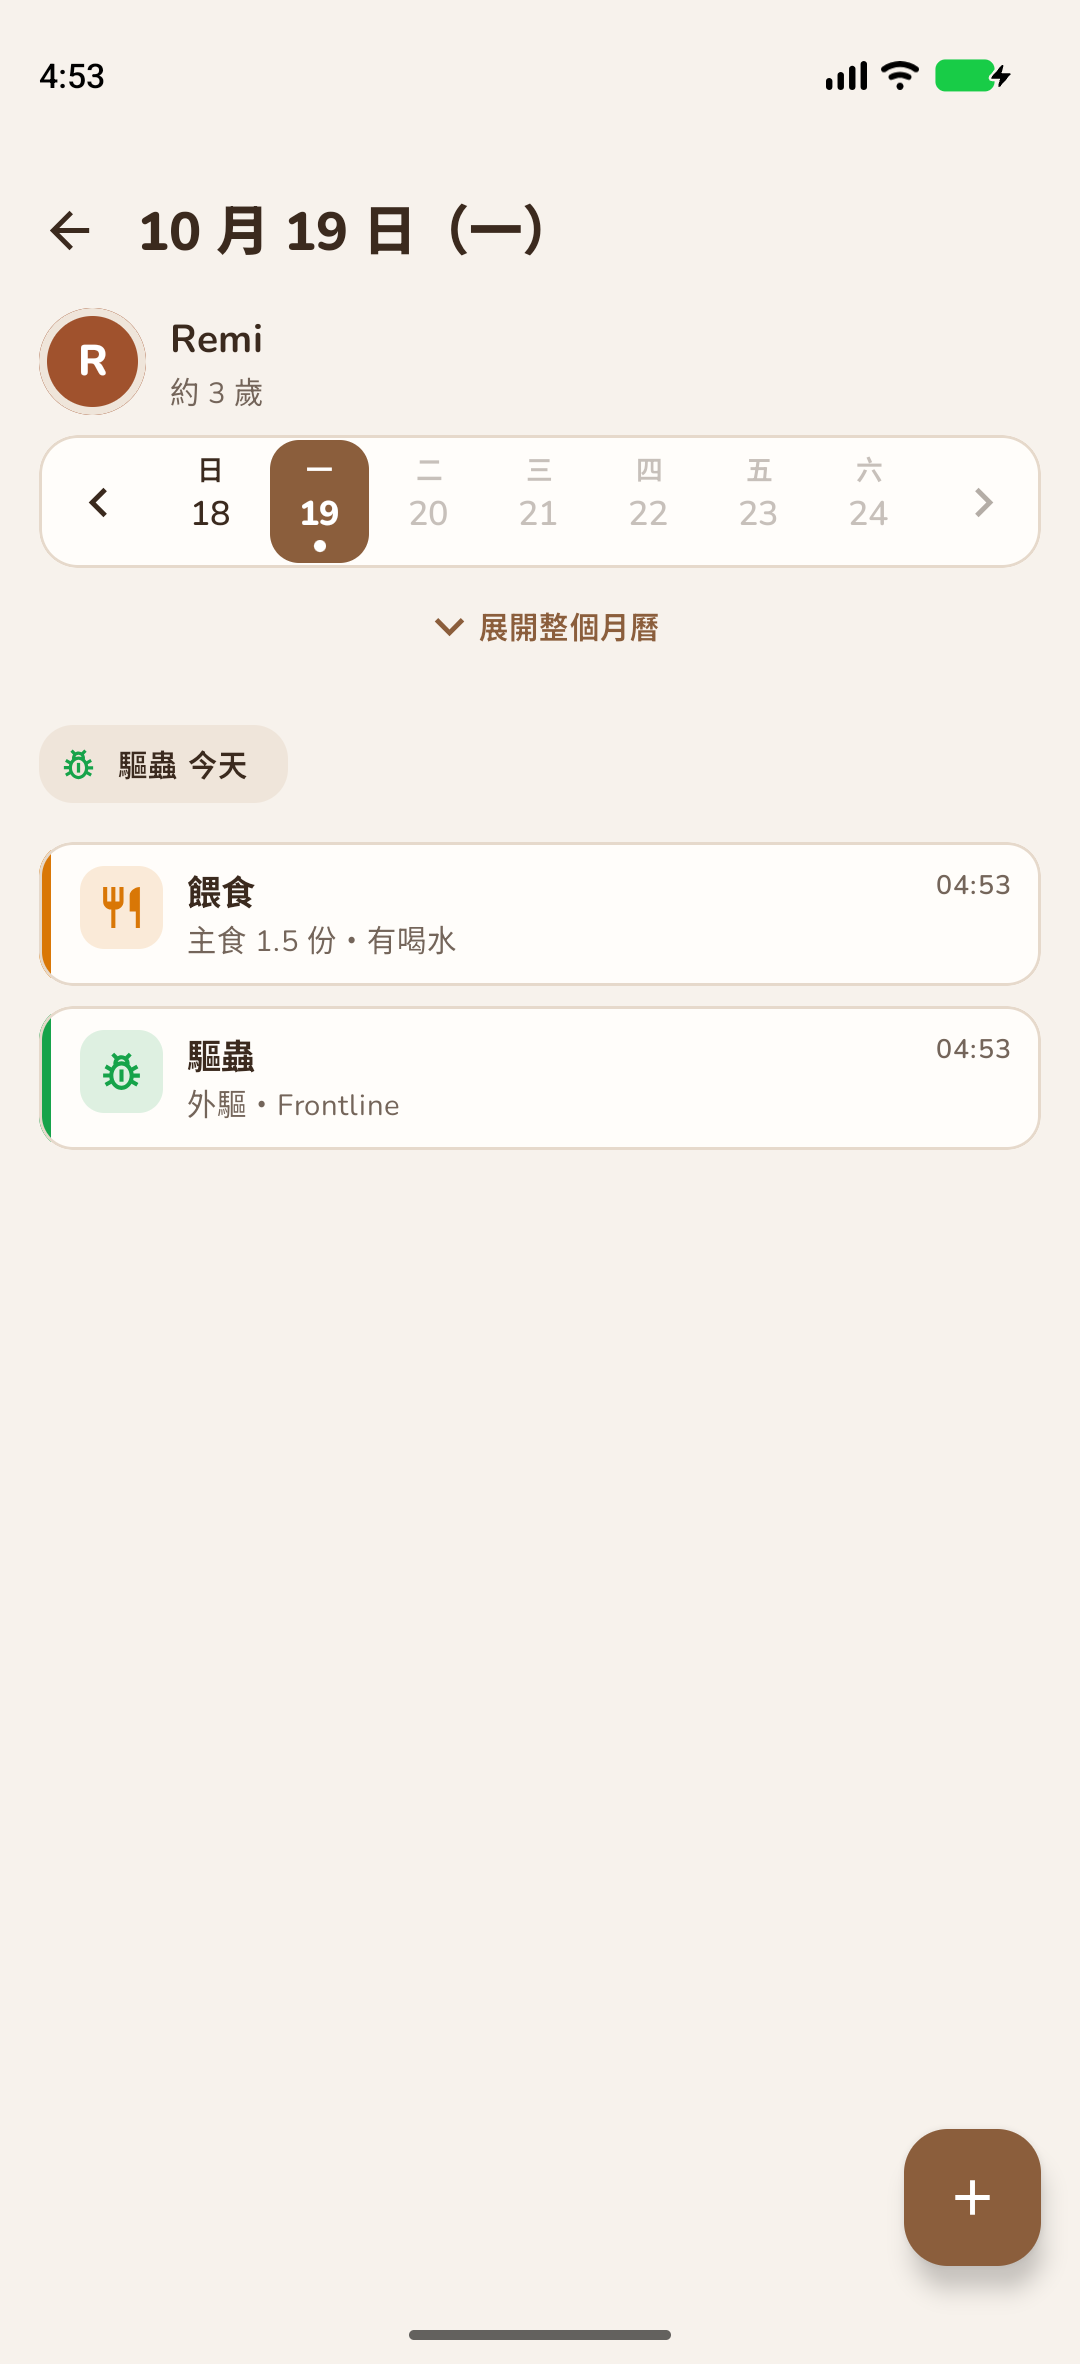 4:53
10 月 19 日（一）
R
Remi
約 3 歲
日 一 二 三 四 五 六
18 19 20 21 22 23 24
展開整個月曆
驅蟲 今天
餵食 04:53
主食 1.5 份・有喝水
驅蟲 04:53
外驅・Frontline